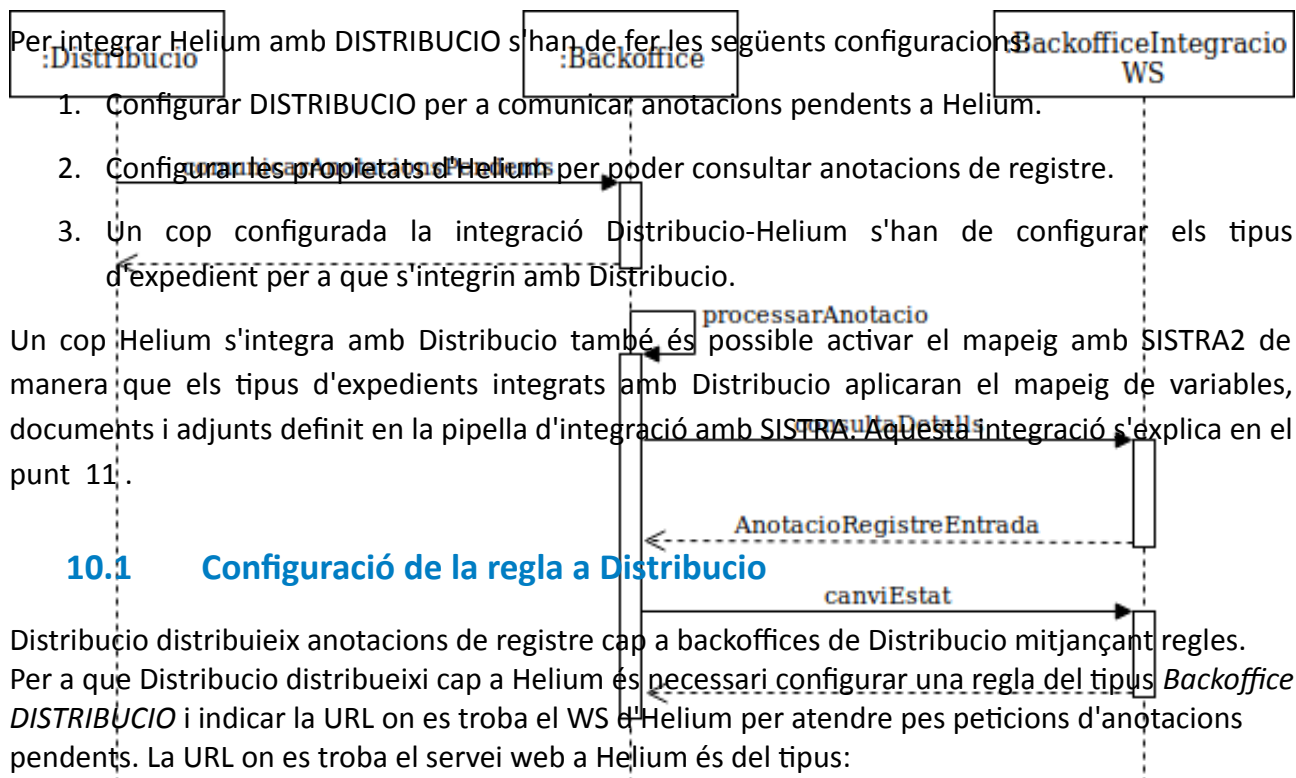 Per integrar Helium amb DISTRIBUCIO s'han de fer les següents configuracions:
:Distribucio
:Backoffice
:BackofficeIntegracio
WS
1. Configurar DISTRIBUCIO per a comunicar anotacions pendents a Helium.
2. Configurar les propietats d'Helium per poder consultar anotacions de registre.
comunicarAnotacionsPendents
3. Un cop configurada la integració Distribucio-Helium s'han de configurar els tipus
d'expedient per a que s'integrin amb Distribucio.
processarAnotacio
Un cop Helium s'integra amb Distribucio també és possible activar el mapeig amb SISTRA2 de
manera que els tipus d'expedients integrats amb Distribucio aplicaran el mapeig de variables,
documents i adjunts definit en la pipella d'integració amb SISTRA. Aquesta integració s'explica en el
consultaDetalls
punt 11 .
AnotacioRegistreEntrada
10.1 Configuració de la regla a Distribucio
canviEstat
Distribucio distribuieix anotacions de registre cap a backoffices de Distribucio mitjançant regles.
Per a que Distribucio distribueixi cap a Helium és necessari configurar una regla del tipus Backoffice
DISTRIBUCIO i indicar la URL on es troba el WS d'Helium per atendre pes peticions d'anotacions
pendents. La URL on es troba el servei web a Helium és del tipus: